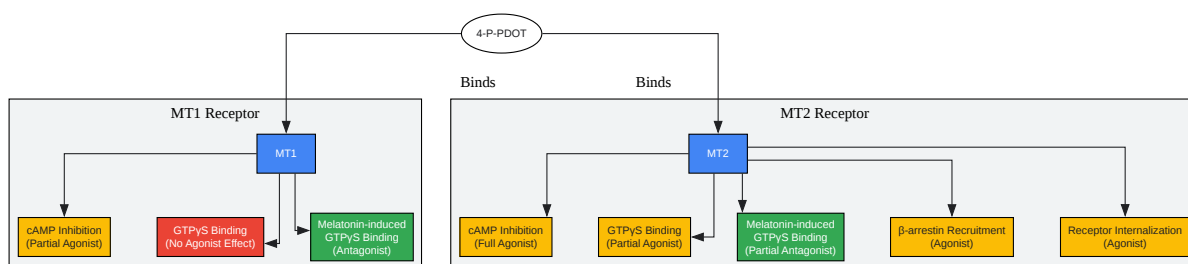 4-P-PDOT
Binds
Binds
MT1 Receptor
MT1
cAMP Inhibition
(Partial Agonist)
GTPγS Binding
(No Agonist Effect)
Melatonin-induced
GTPγS Binding
(Antagonist)
MT2 Receptor
MT2
cAMP Inhibition
(Full Agonist)
GTPγS Binding
(Partial Agonist)
Melatonin-induced
GTPγS Binding
(Partial Antagonist)
β-arrestin Recruitment
(Agonist)
Receptor Internalization
(Agonist)